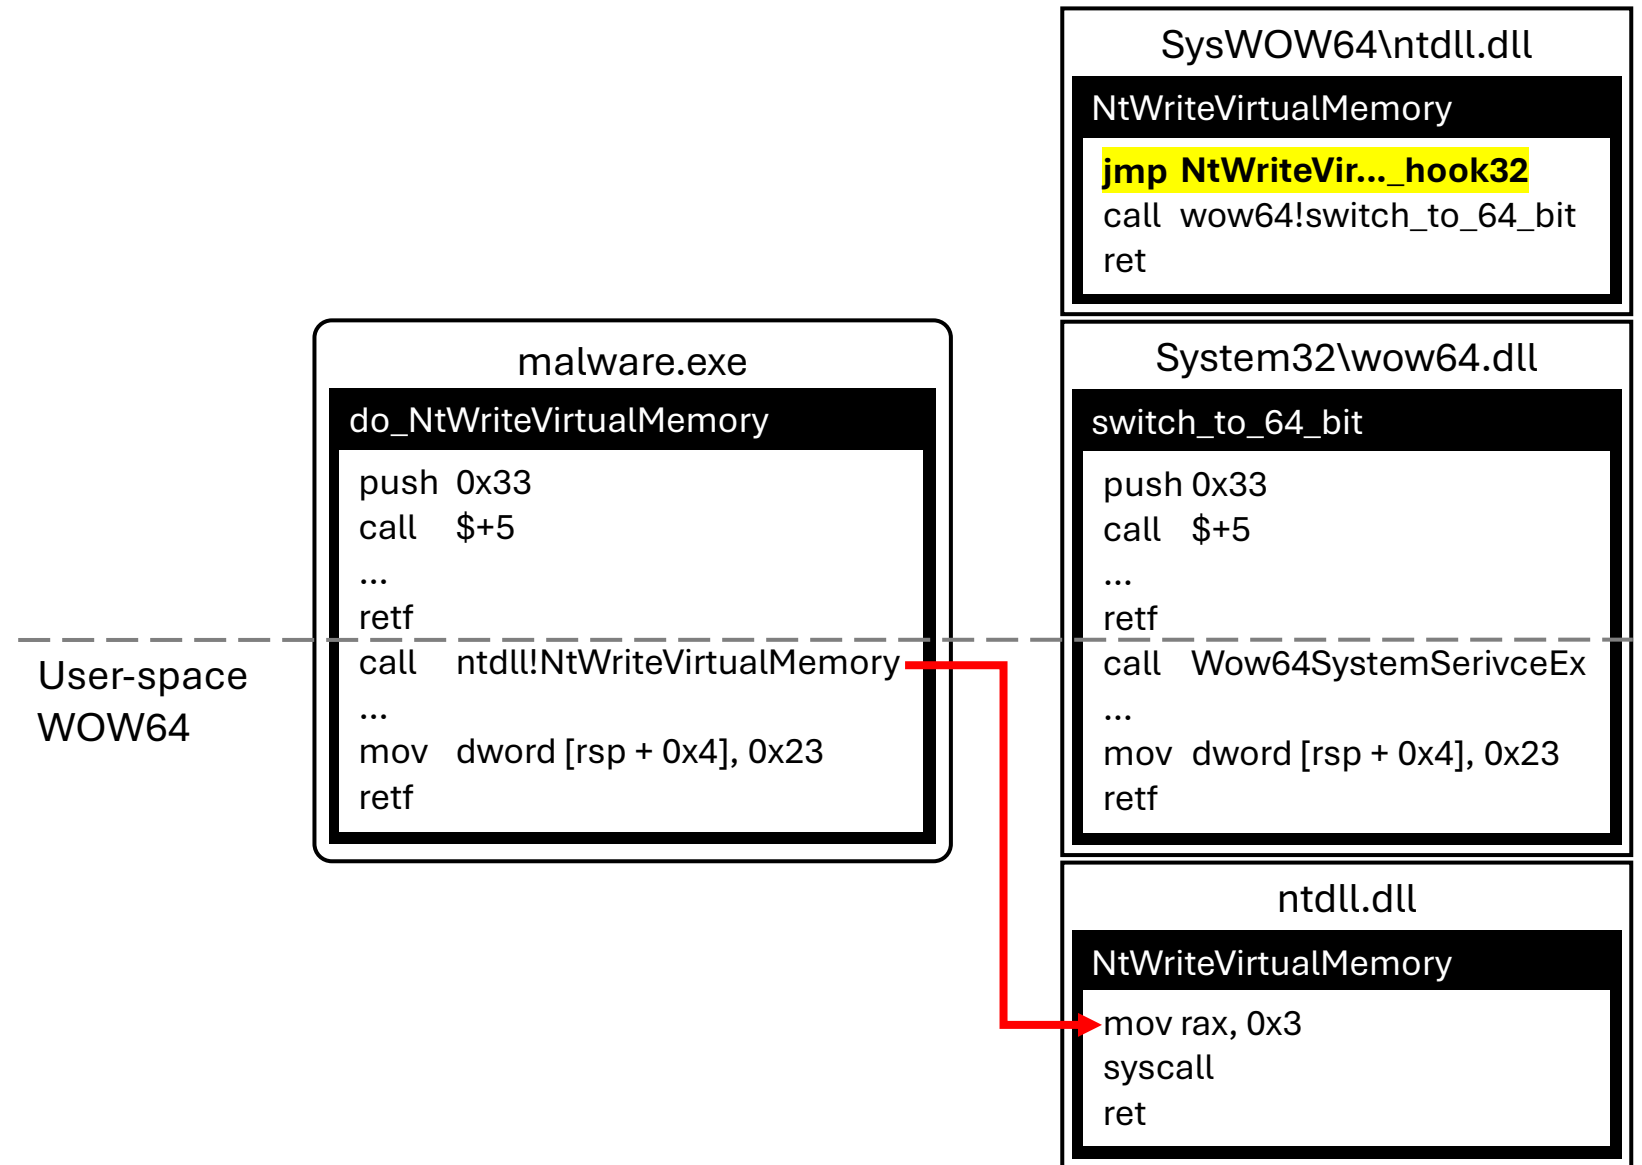 SysWOW64\ntdll.dll
NtWriteVirtualMemory
jmp NtWriteVir..._hook32
call wow64!switch_to_64_bit
ret
malware.exe
do_NtWriteVirtualMemory
push 0x33
call $+5
...
retf
call ntdll!NtWriteVirtualMemory
...
mov dword [rsp + 0x4], 0x23
retf
User-space
WOW64
System32\wow64.dll
switch_to_64_bit
push 0x33
call $+5
...
retf
call Wow64SystemSerivceEx
...
mov dword [rsp + 0x4], 0x23
retf
ntdll.dll
NtWriteVirtualMemory
mov rax, 0x3
syscall
ret